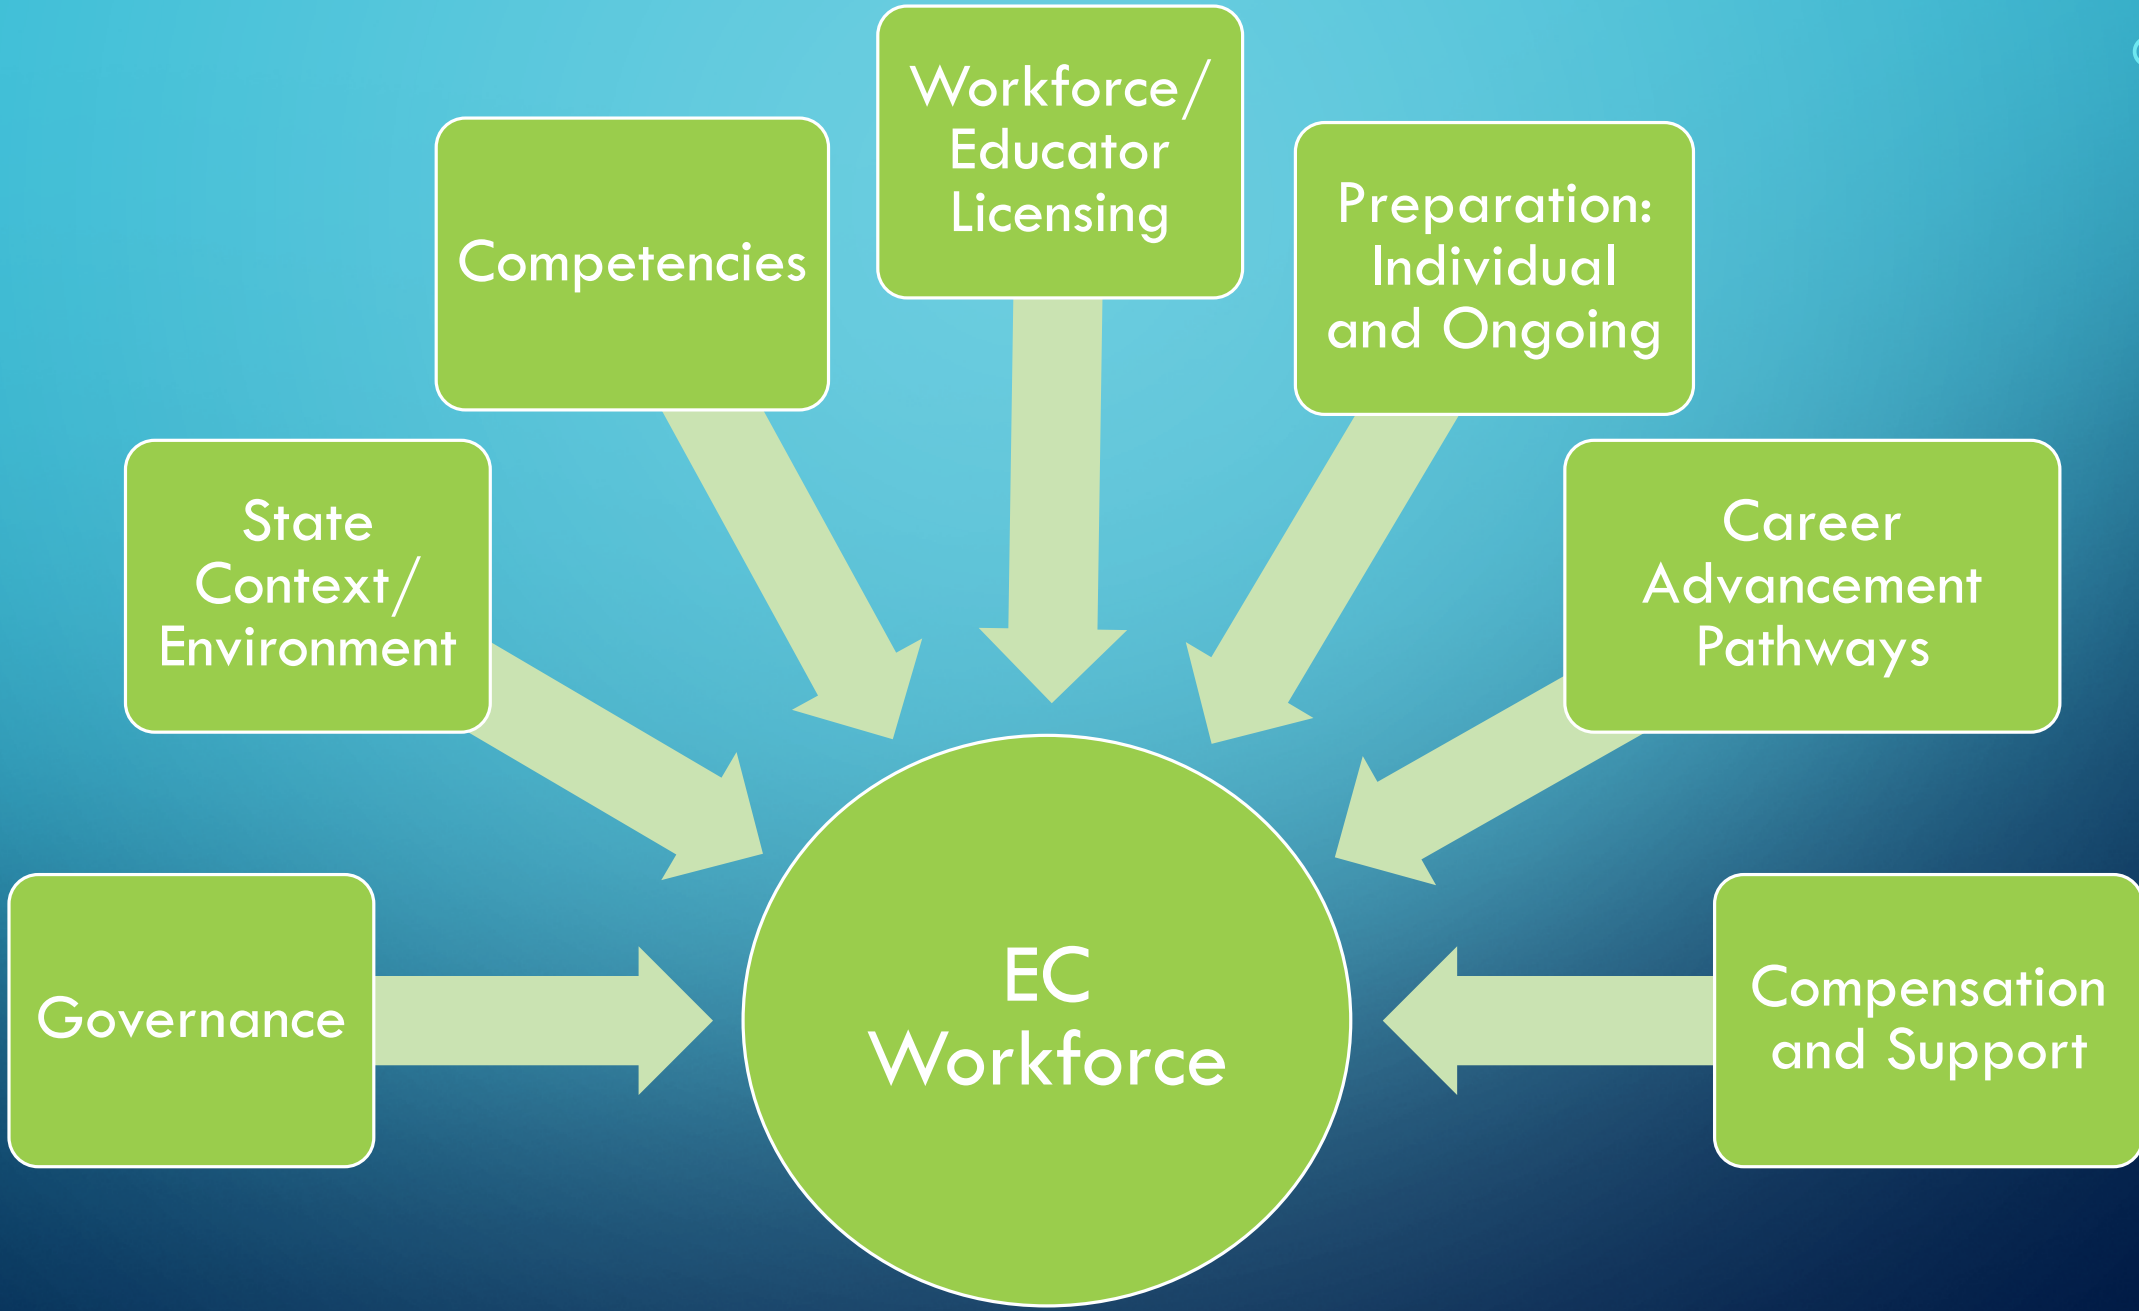 Workforce/
Educator
Licensing
Competencies
Preparation:
Individual
and Ongoing
State
Context/
Environment
Career
Advancement
Pathways
Governance
EC
Workforce
Compensation
and Support